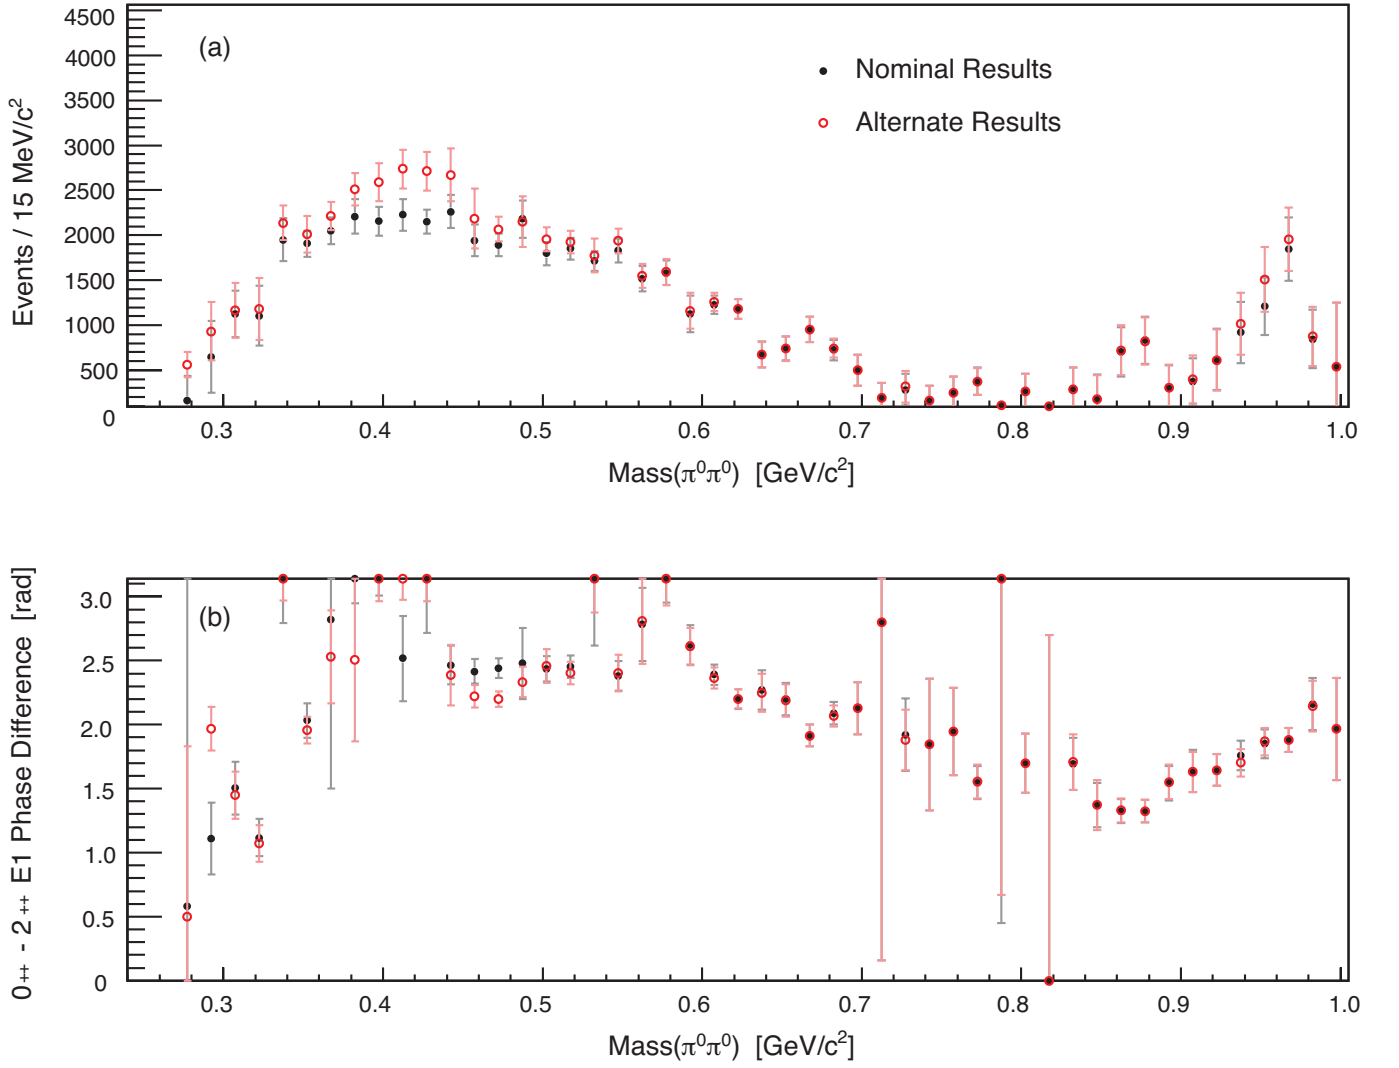 4500
4000
3500
3000
2500
2000
1500
1000
500
0
Events / 15 MeV/c²
(a)
Nominal Results
Alternate Results
0.3 0.4 0.5 0.6 0.7 0.8 0.9 1.0
Mass(π⁰π⁰) [GeV/c²]
3.0
2.5
2.0
1.5
1.0
0.5
0
0++ - 2++ E1 Phase Difference [rad]
(b)
0.3 0.4 0.5 0.6 0.7 0.8 0.9 1.0
Mass(π⁰π⁰) [GeV/c²]